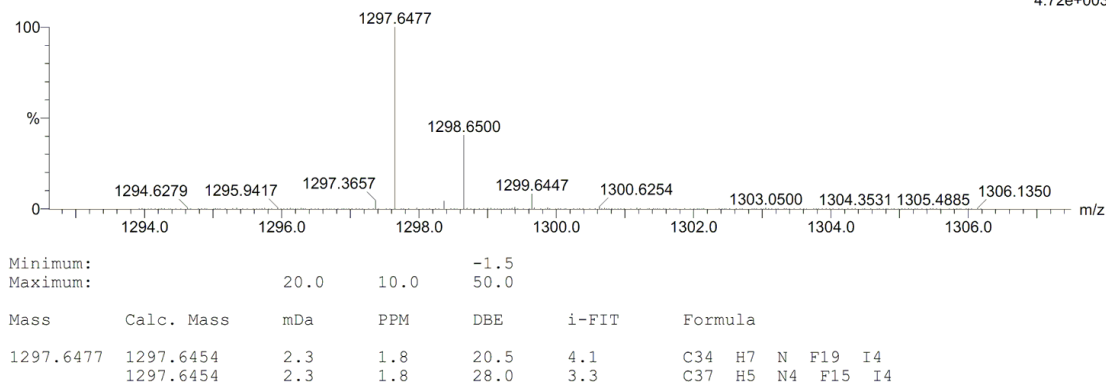 4.72e+003
100
1297.6477
%
1298.6500
1294.6279 1295.9417 1297.3657 1299.6447 1300.6254 1303.0500 1304.3531 1305.4885 1306.1350
0
m/z
1294.0 1296.0 1298.0 1300.0 1302.0 1304.0 1306.0
Minimum: -1.5
Maximum: 20.0 10.0 50.0
Mass Calc. Mass mDa PPM DBE i-FIT Formula
1297.6477 1297.6454 2.3 1.8 20.5 4.1 C34 H7 N F19 I4
1297.6454 2.3 1.8 28.0 3.3 C37 H5 N4 F15 I4